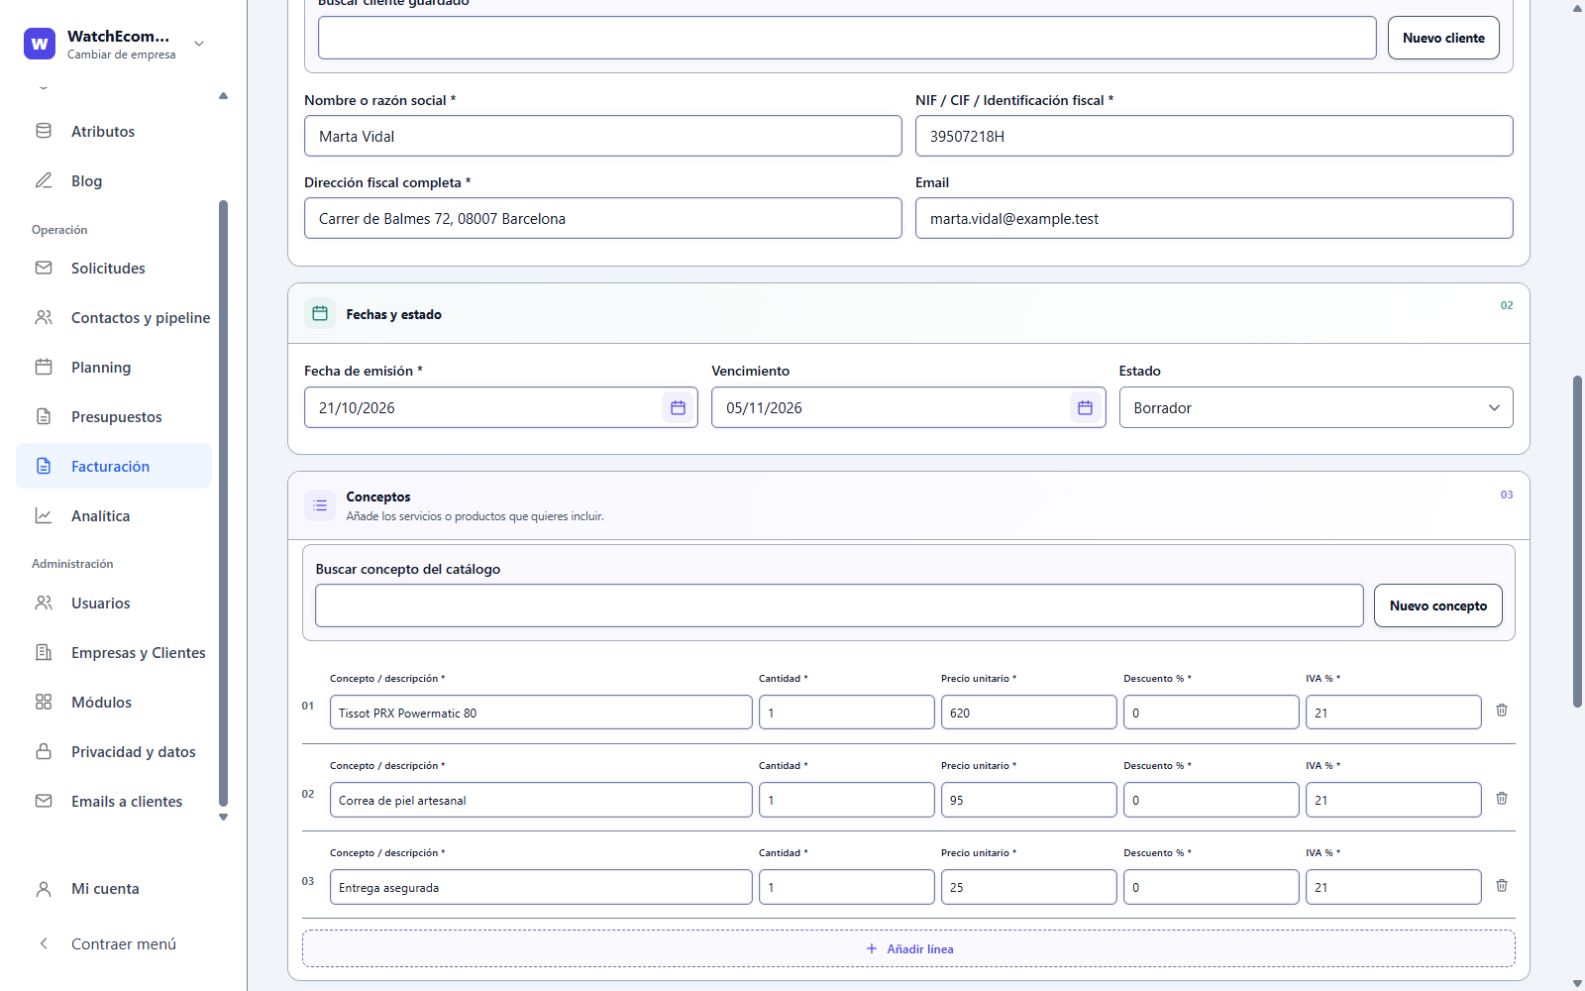 WatchEcom...
Cambiar de empresa
Atributos
Blog
Operación
Solicitudes
Contactos y pipeline
Planning
Presupuestos
Facturación
Analítica
Administración
Usuarios
Empresas y Clientes
Módulos
Privacidad y datos
Emails a clientes
Mi cuenta
Contraer menú
Buscar cliente guardado
Nuevo cliente
Nombre o razón social *
NIF / CIF / Identificación fiscal *
Marta Vidal
39507218H
Dirección fiscal completa *
Email
Carrer de Balmes 72, 08007 Barcelona
marta.vidal@example.test
Fechas y estado
02
Fecha de emisión *
Vencimiento
Estado
21/10/2026
05/11/2026
Borrador
Conceptos
03
Añade los servicios o productos que quieres incluir.
Buscar concepto del catálogo
Nuevo concepto
Concepto / descripción * Cantidad * Precio unitario * Descuento % * IVA % *
01 Tissot PRX Powermatic 80 1 620 0 21
Concepto / descripción * Cantidad * Precio unitario * Descuento % * IVA % *
02 Correa de piel artesanal 1 95 0 21
Concepto / descripción * Cantidad * Precio unitario * Descuento % * IVA % *
03 Entrega asegurada 1 25 0 21
+ Añadir línea